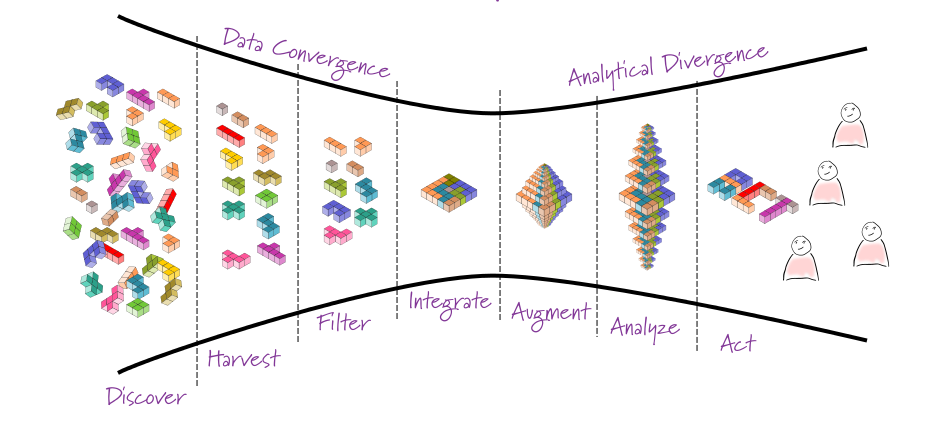 Data Convergence
Analytical Divergence
Discover
Harvest
Filter
Integrate
Augment
Analyze
Act